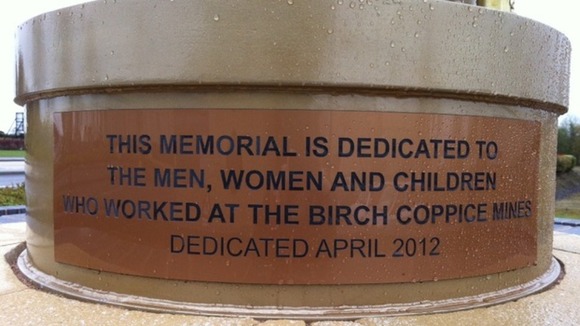 THIS MEMORIAL IS DEDICATED TO
THE MEN, WOMEN AND CHILDREN
WHO WORKED AT THE BIRCH COPPICE MINES
DEDICATED APRIL 2012